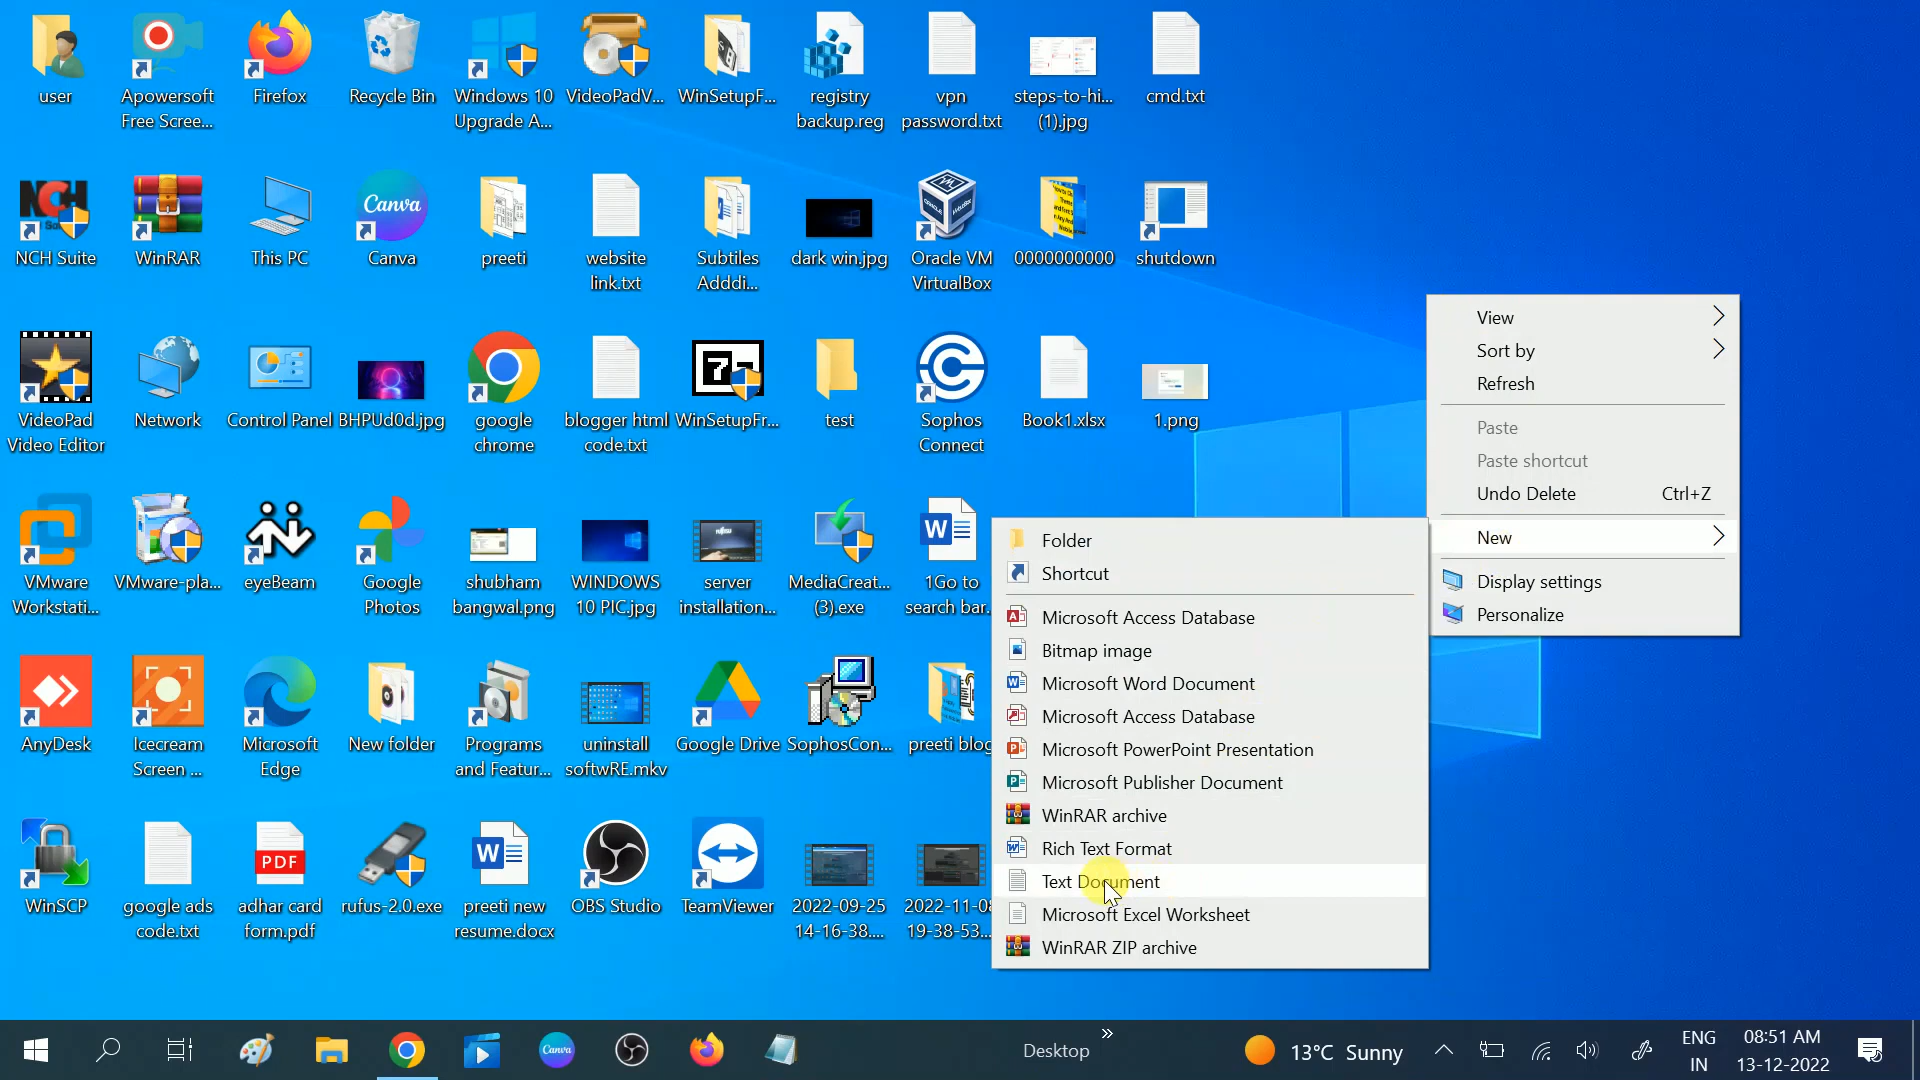 user
Apowersoft
Free Scree...
Firefox
Recycle Bin
Windows 10
Upgrade A...
VideoPadV...
WinSetupF...
registry
backup.reg
vpn
password.txt
steps-to-hi...
(1).jpg
cmd.txt
NCH
NCH Suite
WinRAR
This PC
Canva
Canva
preeti
website
link.txt
Subtiles
Adddi...
dark win.jpg
Oracle VM
VirtualBox
0000000000
shutdown
VideoPad
Video Editor
Network
Control Panel
BHPUd0d.jpg
google
chrome
blogger html
code.txt
WinSetupFr...
test
Sophos
Connect
Book1.xlsx
1.png
VMware
Workstati...
VMware-pla...
eyeBeam
Google
Photos
shubham
bangwal.png
WINDOWS
10 PIC.jpg
server
installation...
MediaCreat...
(3).exe
1Go to
search bar.
AnyDesk
Icecream
Screen ...
Microsoft
Edge
New folder
Programs
and Featur...
uninstall
softwRE.mkv
Google Drive
SophosCon...
preeti blog
WinSCP
google ads
code.txt
PDF
adhar card
form.pdf
rufus-2.0.exe
preeti new
resume.docx
OBS Studio
TeamViewer
2022-09-25
14-16-38....
2022-11-08
19-38-53...
View
Sort by
Refresh
Paste
Paste shortcut
Undo Delete Ctrl+Z
New
Display settings
Personalize
Folder
Shortcut
Microsoft Access Database
Bitmap image
Microsoft Word Document
Microsoft Access Database
Microsoft PowerPoint Presentation
Microsoft Publisher Document
WinRAR archive
Rich Text Format
Text Document
Microsoft Excel Worksheet
WinRAR ZIP archive
Canva
Desktop
13°C Sunny
ENG
IN
08:51 AM
13-12-2022